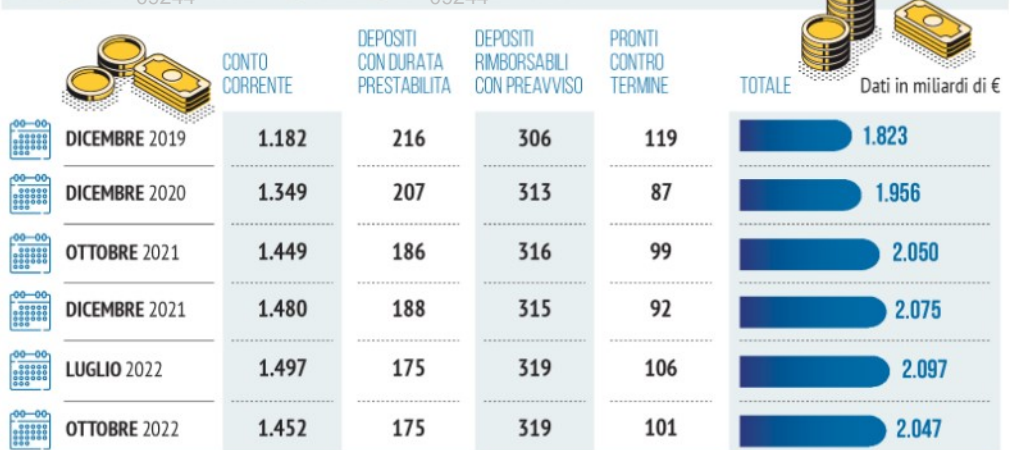 CONTO
CORRENTE
DEPOSITI
CON DURATA
PRESTABILITA
DEPOSITI
RIMBORSABILI
CON PREAVVISO
PRONTI
CONTRO
TERMINE
TOTALE
Dati in miliardi di €
DICEMBRE 2019 1.182 216 306 119 1.823
DICEMBRE 2020 1.349 207 313 87 1.956
OTTOBRE 2021 1.449 186 316 99 2.050
DICEMBRE 2021 1.480 188 315 92 2.075
LUGLIO 2022 1.497 175 319 106 2.097
OTTOBRE 2022 1.452 175 319 101 2.047